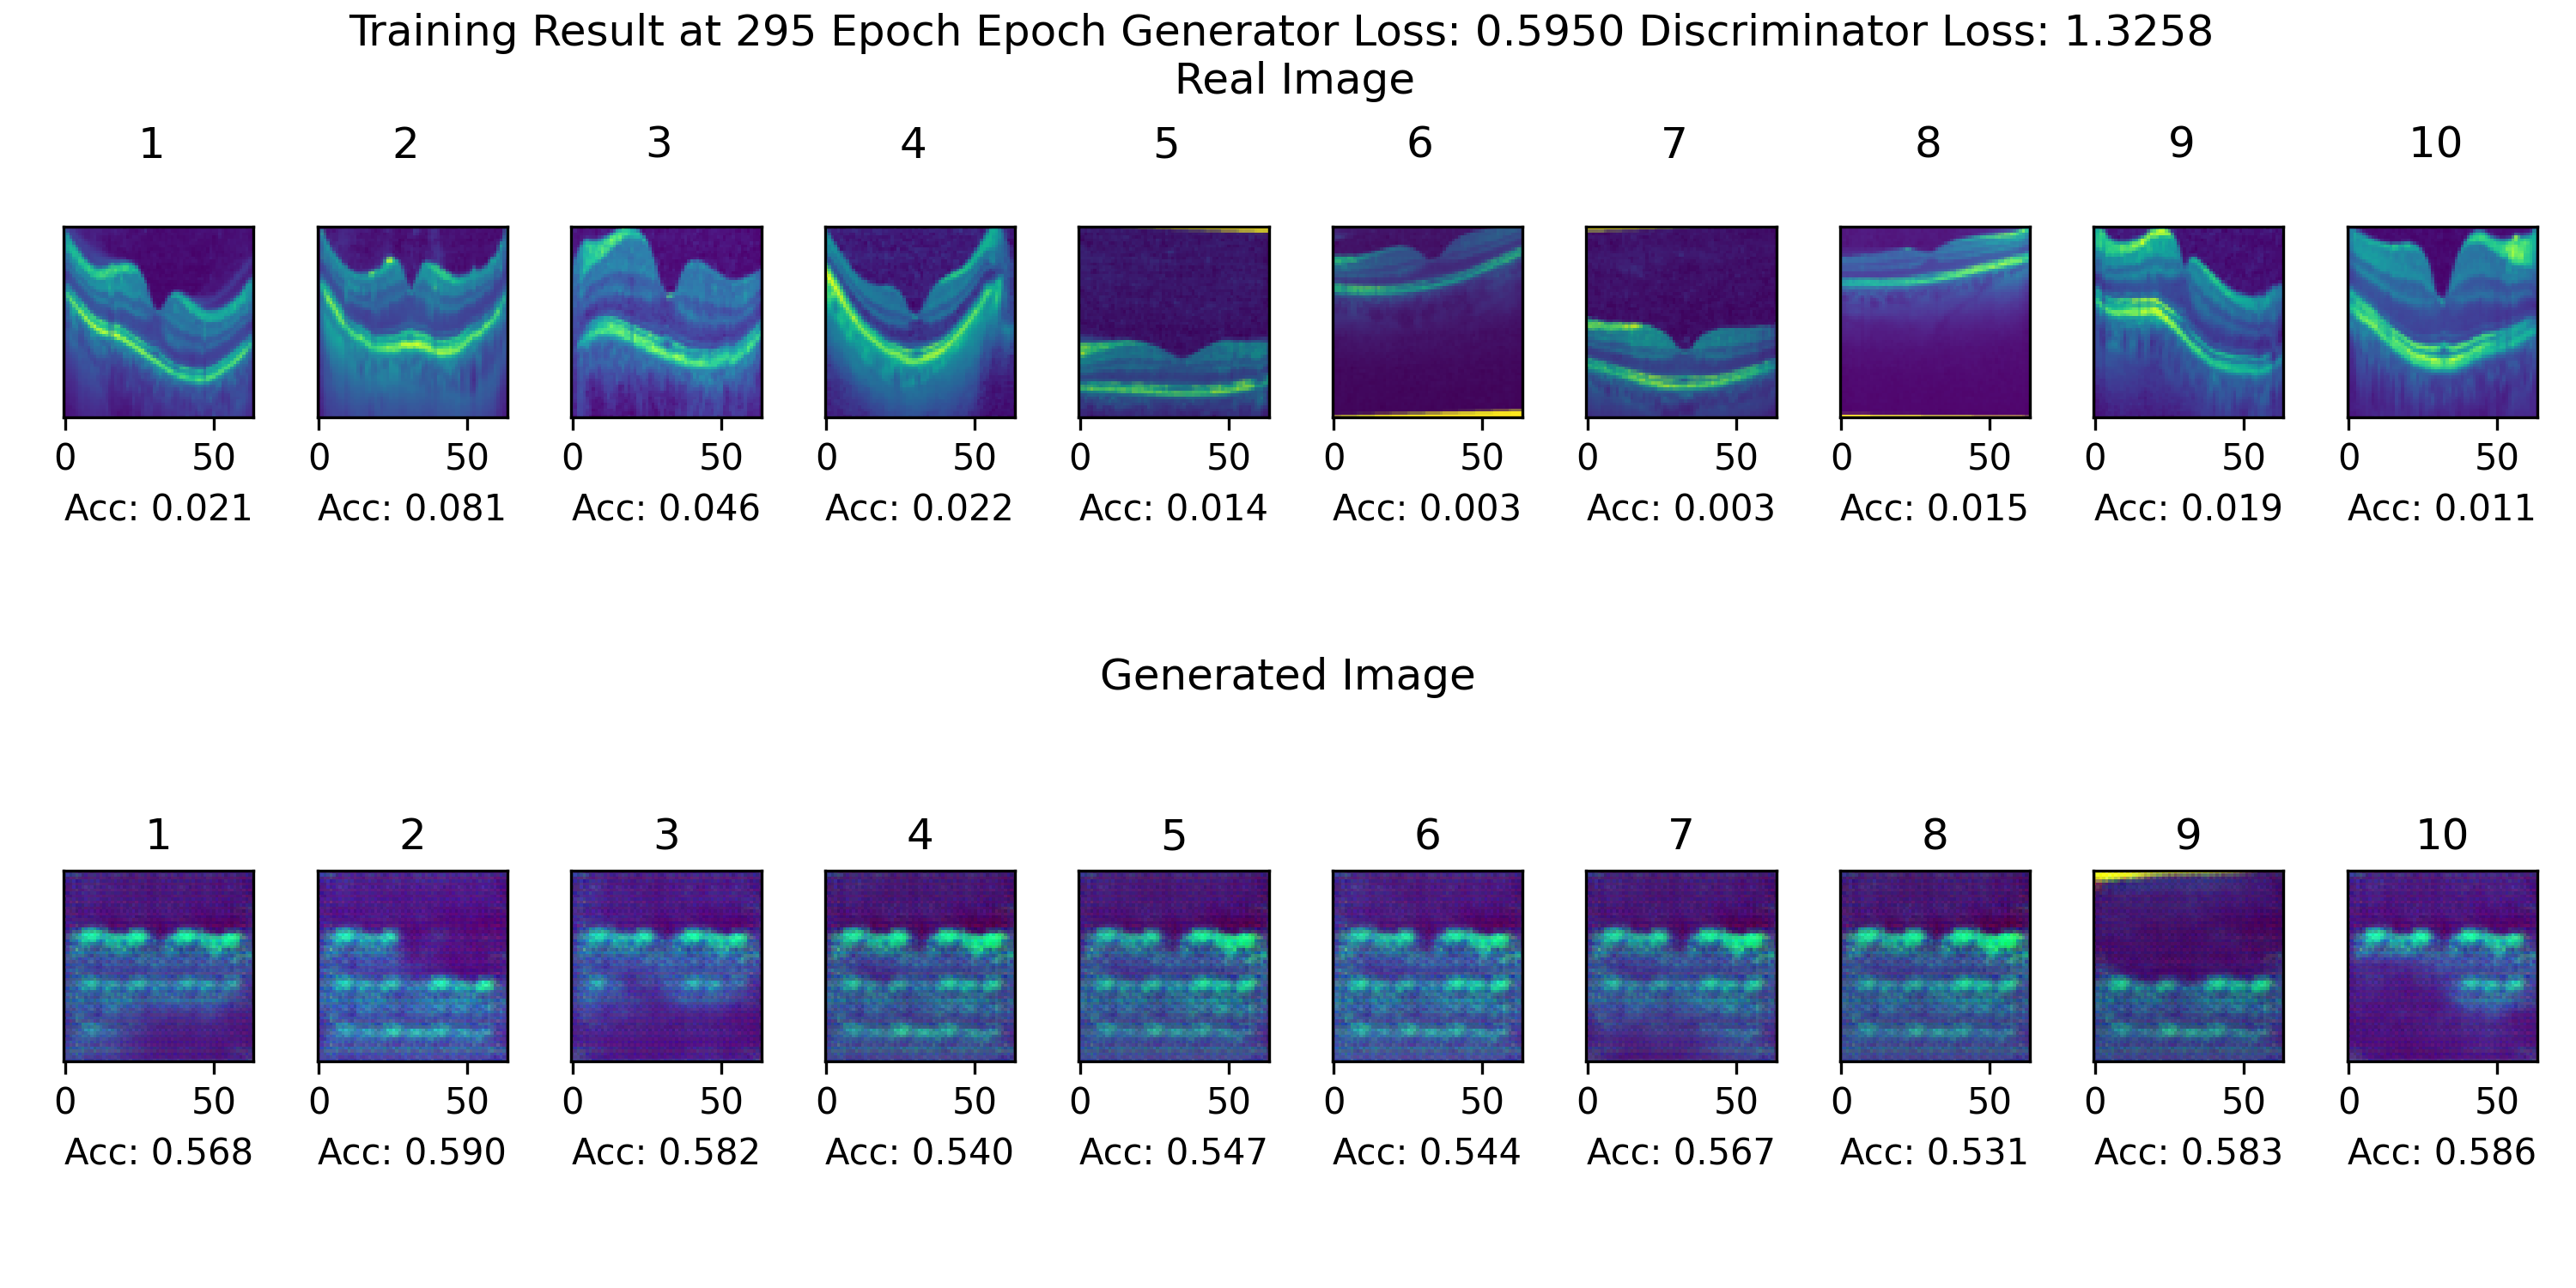 Training Result at 295 Epoch Epoch Generator Loss: 0.5950 Discriminator Loss: 1.3258
Real Image
1 2 3 4 5 6 7 8 9 10
0 50 0 50 0 50 0 50 0 50 0 50 0 50 0 50 0 50 0 50
Acc: 0.021 Acc: 0.081 Acc: 0.046 Acc: 0.022 Acc: 0.014 Acc: 0.003 Acc: 0.003 Acc: 0.015 Acc: 0.019 Acc: 0.011
Generated Image
1 2 3 4 5 6 7 8 9 10
0 50 0 50 0 50 0 50 0 50 0 50 0 50 0 50 0 50 0 50
Acc: 0.568 Acc: 0.590 Acc: 0.582 Acc: 0.540 Acc: 0.547 Acc: 0.544 Acc: 0.567 Acc: 0.531 Acc: 0.583 Acc: 0.586